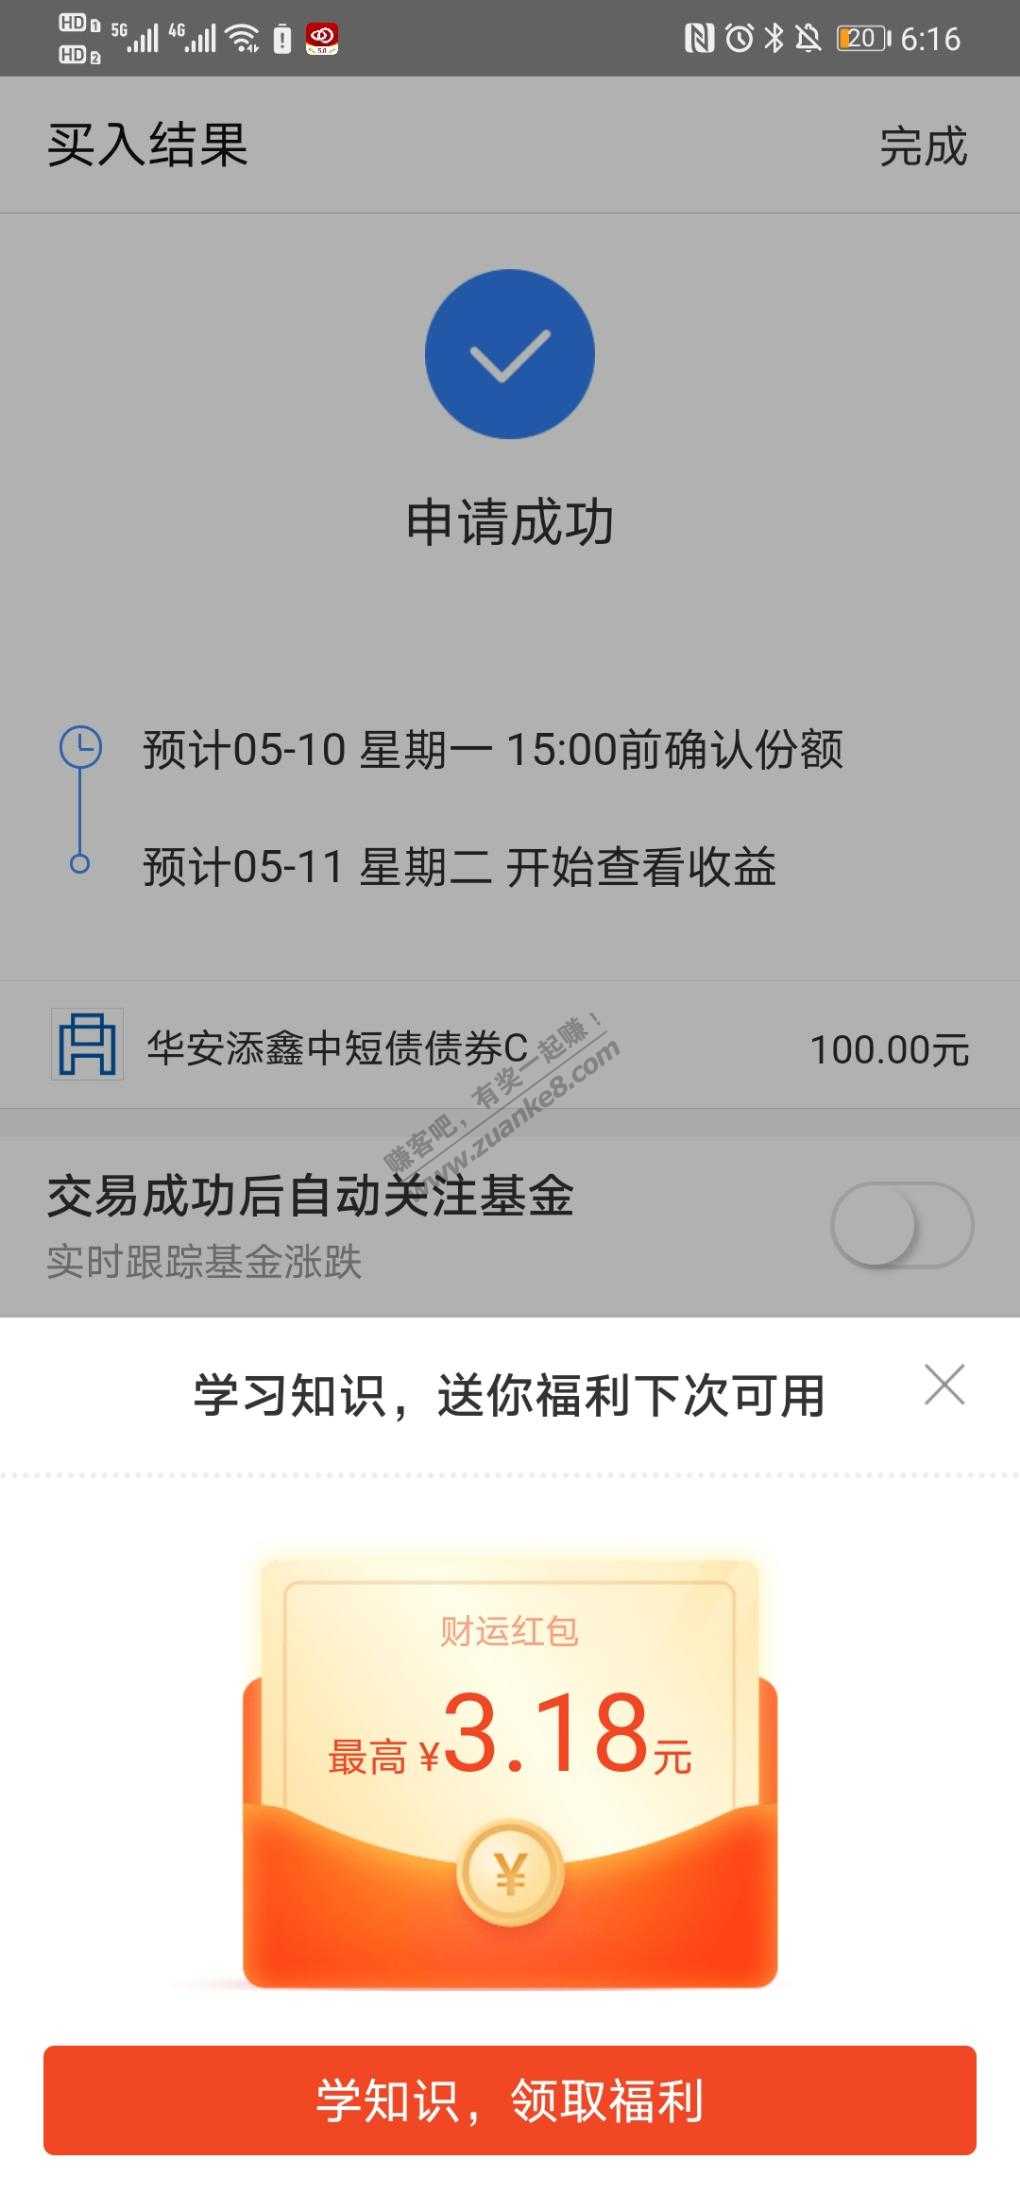 HD 1 5G 4G 5.0 20 6:16
HD 2
买入结果 完成
申请成功
预计05-10 星期一 15:00前确认份额
预计05-11 星期二 开始查看收益
华安添鑫中短债债券C 100.00元
赚客吧，有奖一起赚！
www.zuanke8.com
交易成功后自动关注基金
实时跟踪基金涨跌
学习知识，送你福利下次可用
财运红包
最高 ¥3.18元
¥
学知识，领取福利